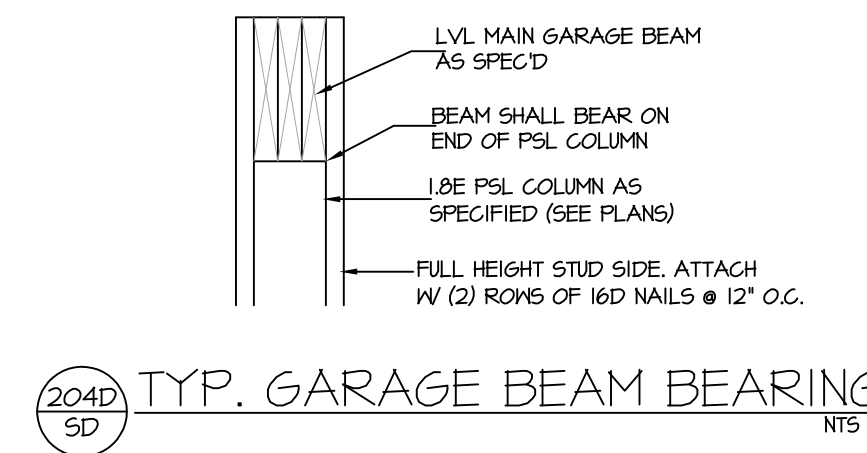 LVL MAIN GARAGE BEAM
AS SPEC'D
BEAM SHALL BEAR ON
END OF PSL COLUMN
1.8E PSL COLUMN AS
SPECIFIED (SEE PLANS)
FULL HEIGHT STUD SIDE. ATTACH
W/ (2) ROWS OF 16D NAILS @ 12" O.C.
204D
SD
TYP. GARAGE BEAM BEARING
NTS